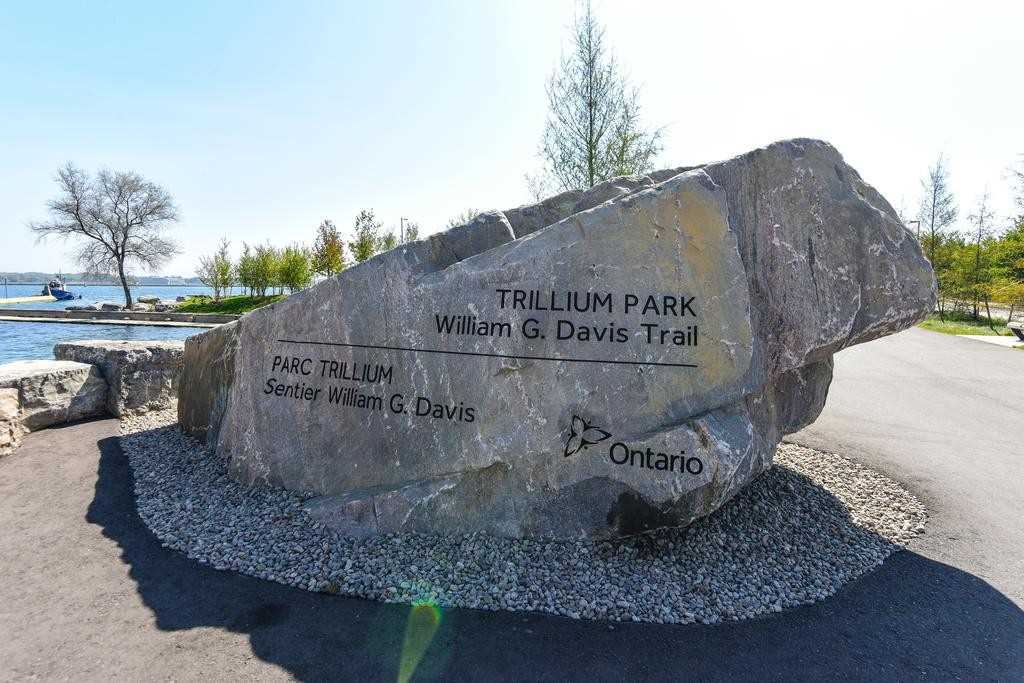 TRILLIUM PARK
William G. Davis Trail
PARC TRILLIUM
Sentier William G. Davis
Ontario